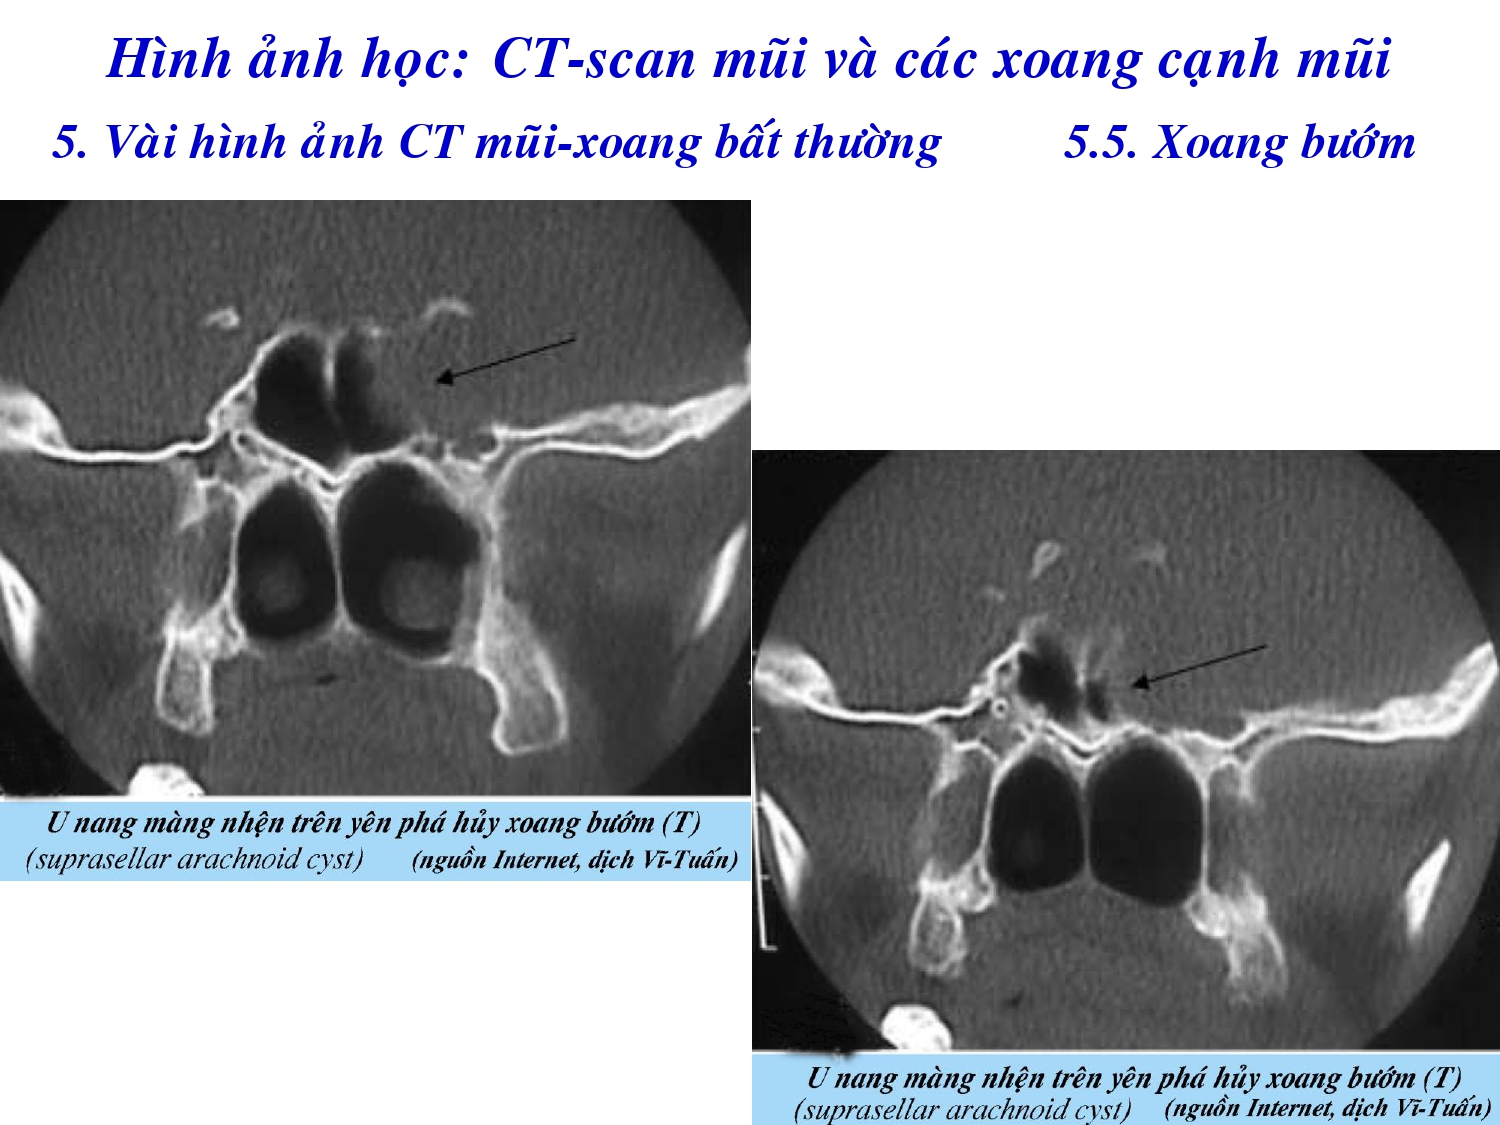 Hình ảnh học: CT-scan mũi và các xoang cạnh mũi
5. Vài hình ảnh CT mũi-xoang bất thường 5.5. Xoang bướm
U nang màng nhện trên yên phá hủy xoang bướm (T)
(suprasellar arachnoid cyst) (nguồn Internet, dịch Vĩ-Tuấn)
U nang màng nhện trên yên phá hủy xoang bướm (T)
(suprasellar arachnoid cyst) (nguồn Internet, dịch Vĩ-Tuấn)